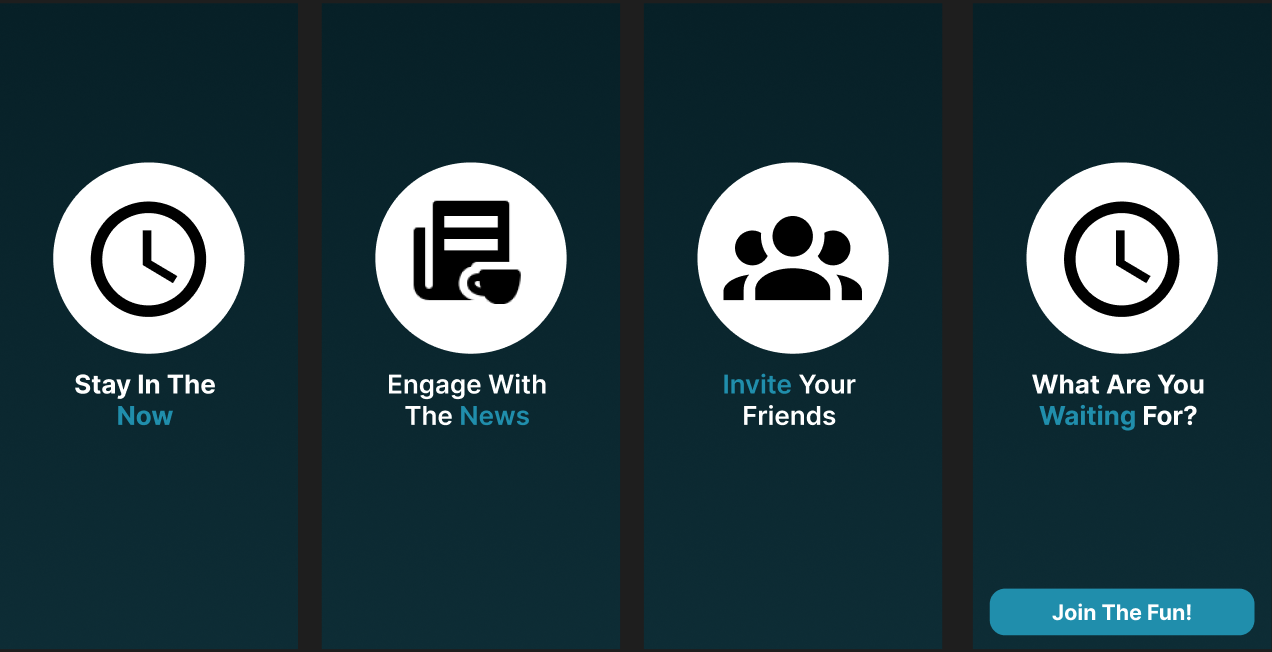 Stay In The
Now
Engage With
The News
Invite Your
Friends
What Are You
Waiting For?
Join The Fun!